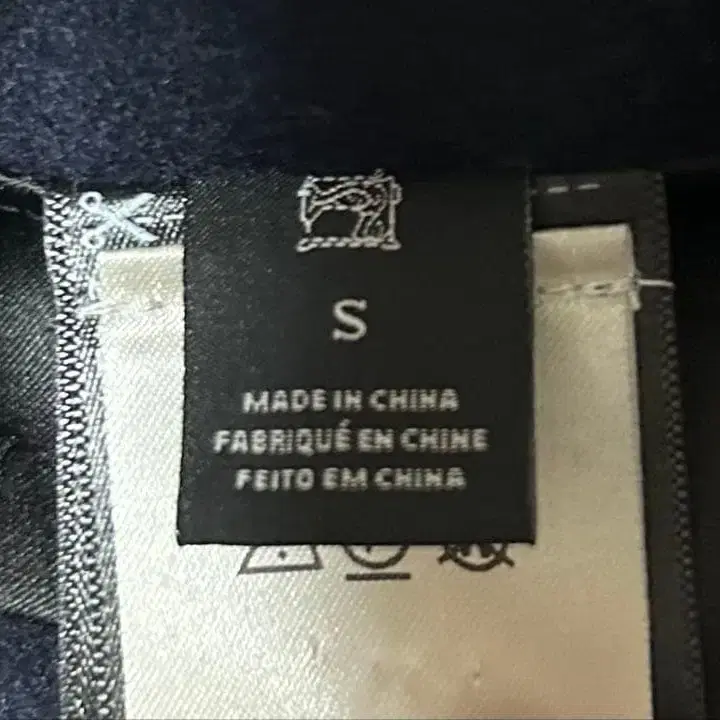 S
MADE IN CHINA
FABRIQUÉ EN CHINE
FEITO EM CHINA